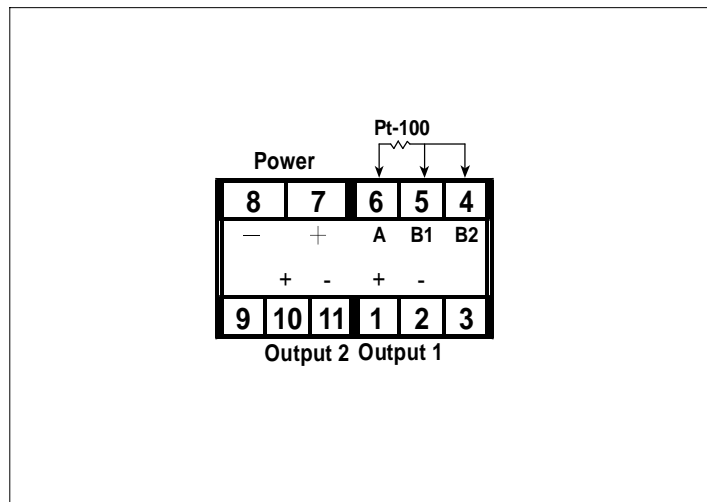 Pt-100
Power
8 7 6 5 4
— + A B1 B2
+ - + -
9 10 11 1 2 3
Output 2 Output 1